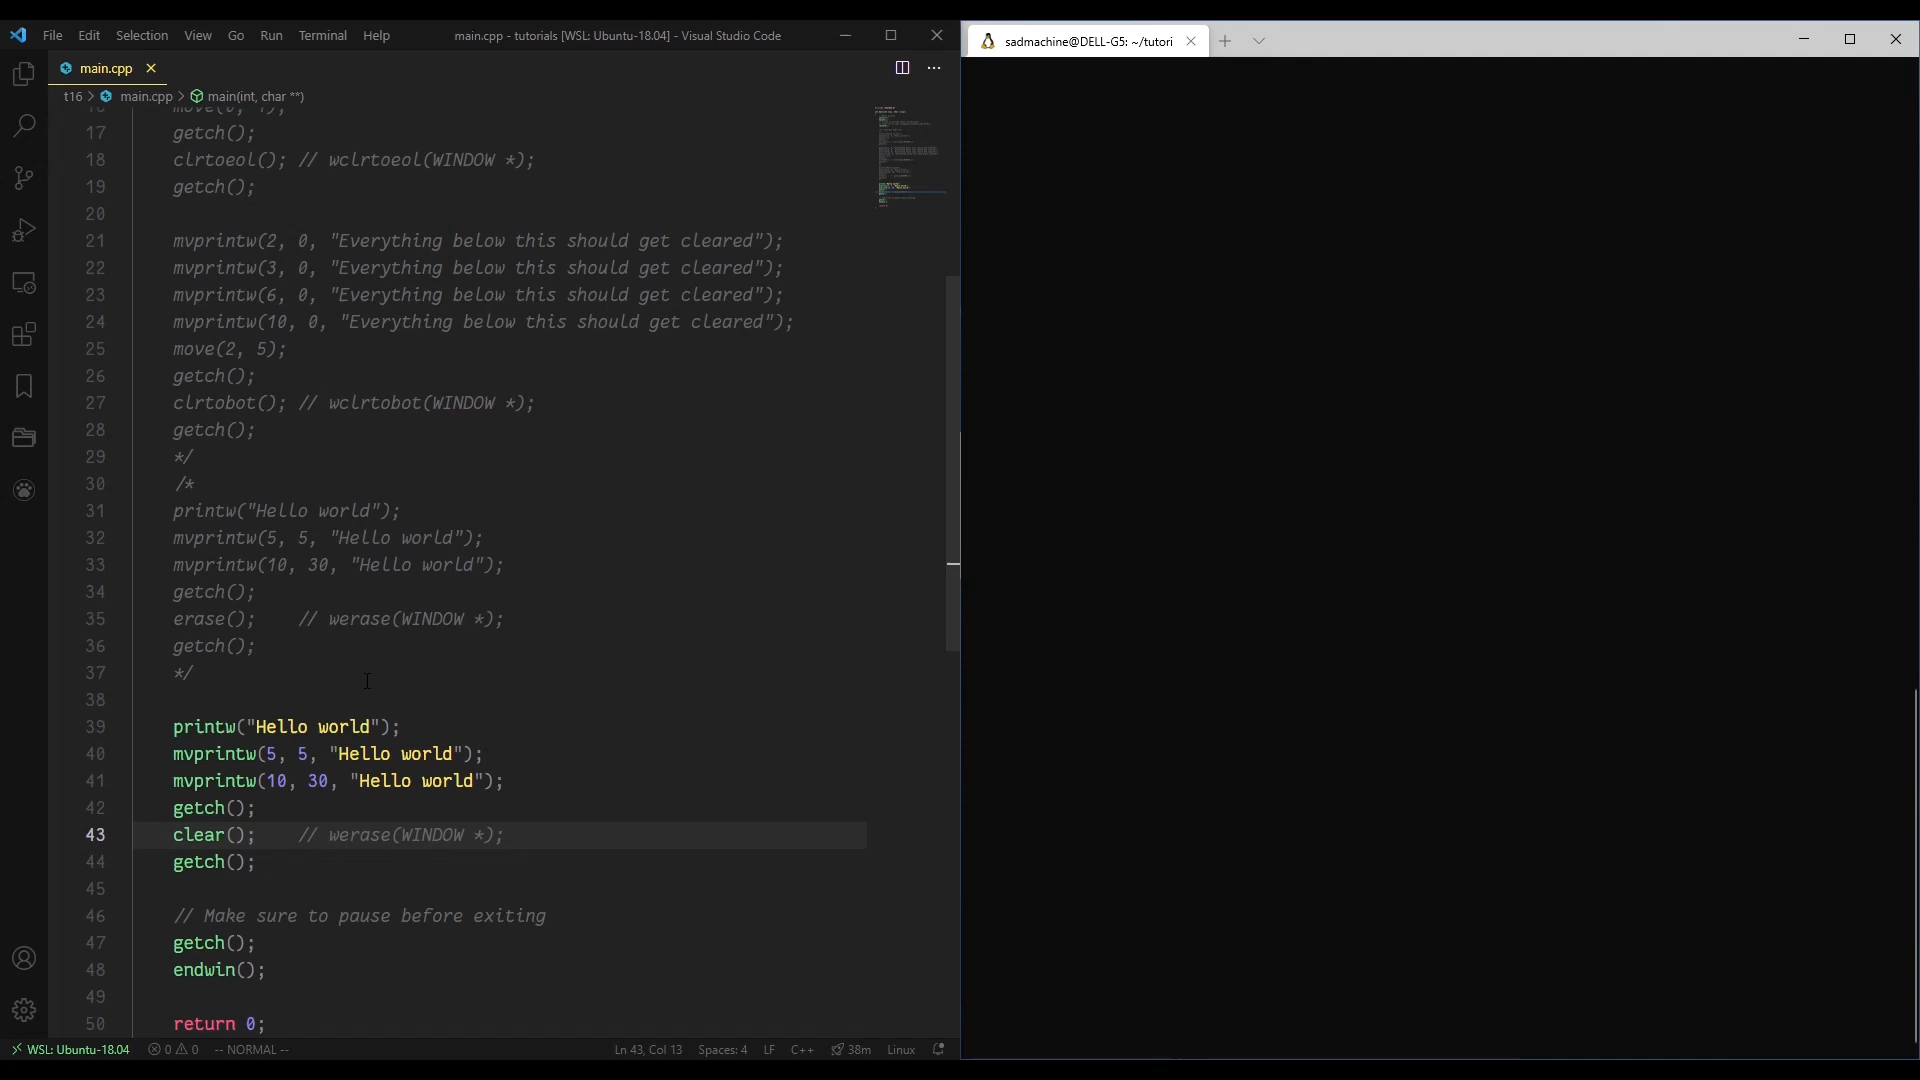 File Edit Selection View Go Run Terminal Help main.cpp - tutorials [WSL: Ubuntu-18.04] - Visual Studio Code
sadmachine@DELL-G5: ~/tutori
main.cpp
t16 > main.cpp > main(int, char **)
17 getch();
18 clrtoeol(); // wclrtoeol(WINDOW *);
19 getch();
20
21 mvprintw(2, 0, "Everything below this should get cleared");
22 mvprintw(3, 0, "Everything below this should get cleared");
23 mvprintw(6, 0, "Everything below this should get cleared");
24 mvprintw(10, 0, "Everything below this should get cleared");
25 move(2, 5);
26 getch();
27 clrtobot(); // wclrtobot(WINDOW *);
28 getch();
29 */
30 /*
31 printw("Hello world");
32 mvprintw(5, 5, "Hello world");
33 mvprintw(10, 30, "Hello world");
34 getch();
35 erase(); // werase(WINDOW *);
36 getch();
37 */
38
39 printw("Hello world");
40 mvprintw(5, 5, "Hello world");
41 mvprintw(10, 30, "Hello world");
42 getch();
43 clear(); // werase(WINDOW *);
44 getch();
45
46 // Make sure to pause before exiting
47 getch();
48 endwin();
49
50 return 0;
WSL: Ubuntu-18.04 0 0 -- NORMAL -- Ln 43, Col 13 Spaces: 4 LF C++ 38m Linux